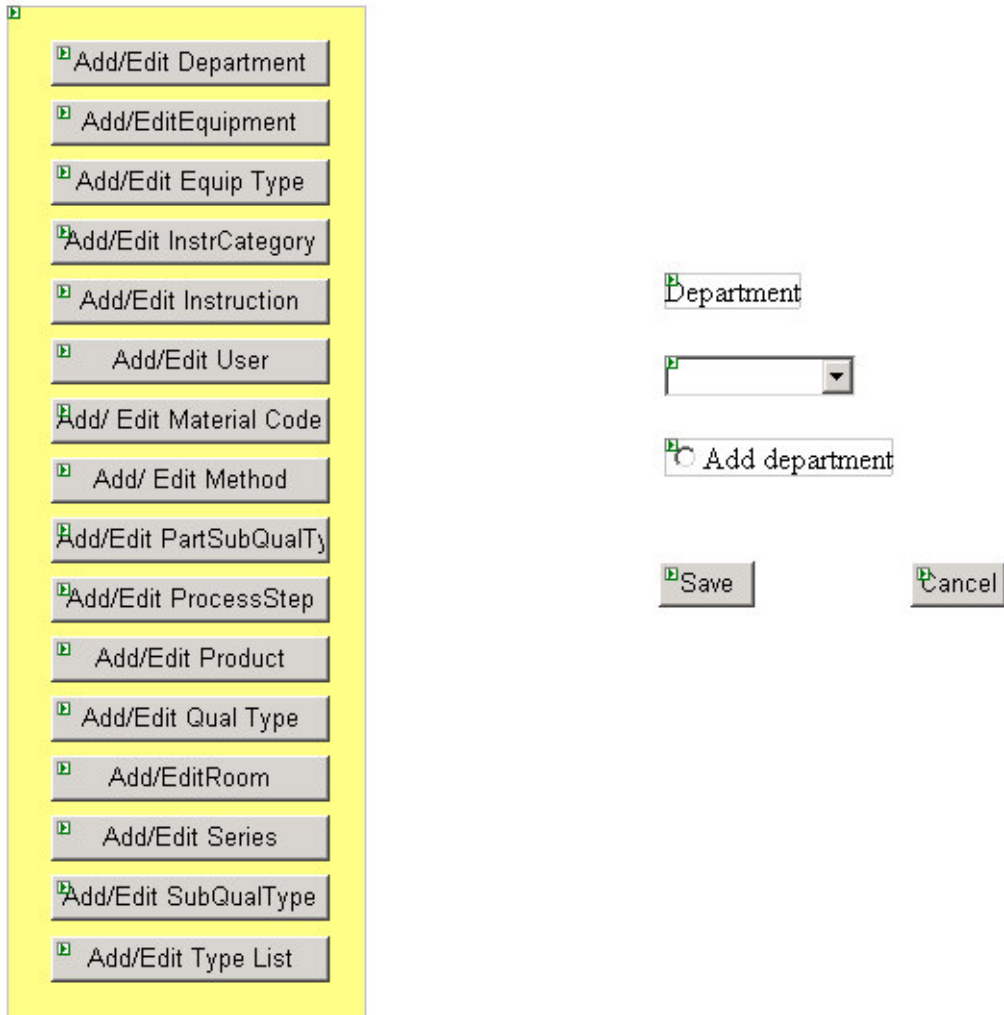 Add/Edit Department
Add/EditEquipment
Add/Edit Equip Type
Add/Edit InstrCategory
Add/Edit Instruction
Add/Edit User
Add/ Edit Material Code
Add/ Edit Method
Add/Edit PartSubQualTy
Add/Edit ProcessStep
Add/Edit Product
Add/Edit Qual Type
Add/EditRoom
Add/Edit Series
Add/Edit SubQualType
Add/Edit Type List
Department
Add department
Save
Cancel